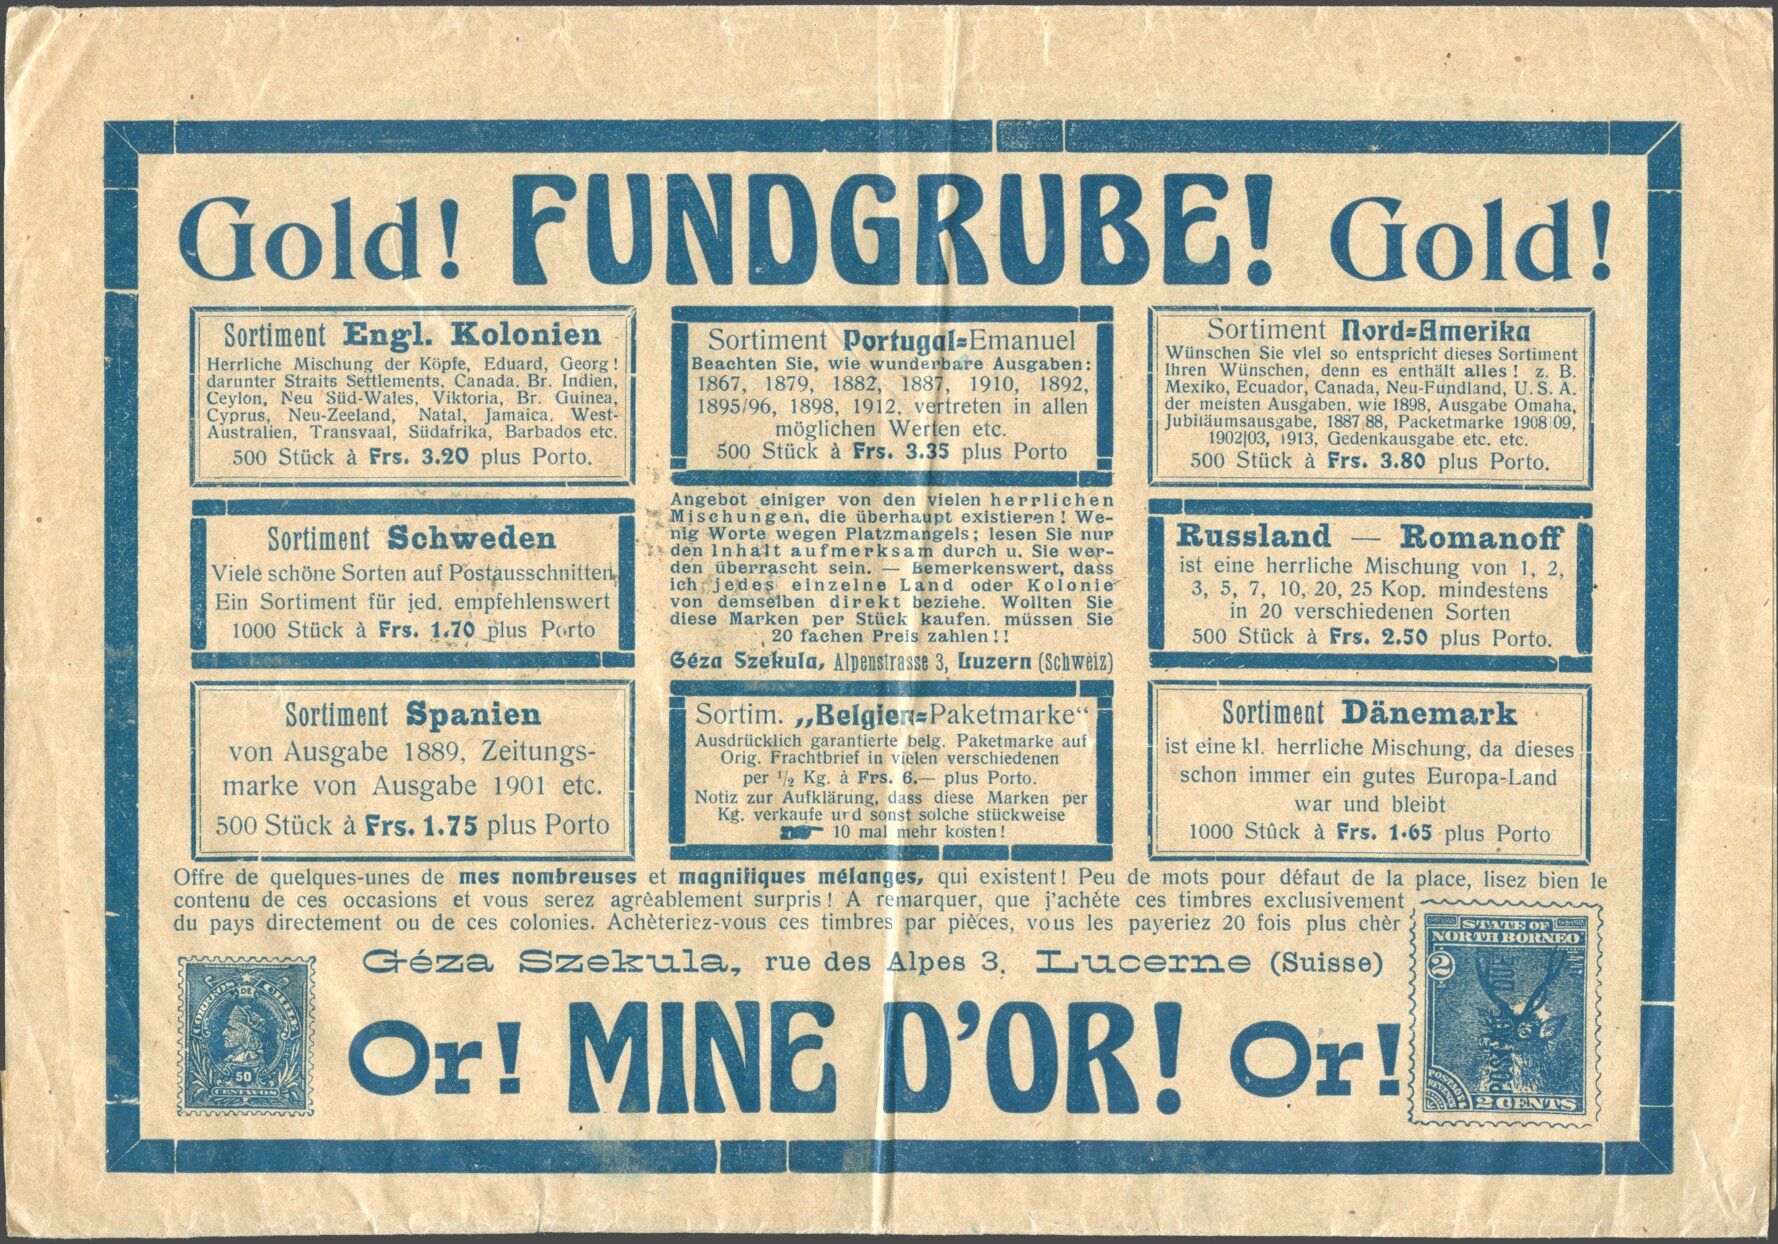 Gold! FUNDGRUBE! Gold!
Sortiment Engl. Kolonien
Herrliche Mischung der Köpfe, Eduard, Georg!
darunter Straits Settlements, Canada, Br. Indien,
Ceylon, Neu Süd-Wales, Viktoria, Br. Guinea,
Cyprus, Neu-Zeeland, Natal, Jamaica, West-
Australien, Transvaal, Südafrika, Barbados etc.
500 Stück à Frs. 3.20 plus Porto.
Sortiment Portugal=Emanuel
Beachten Sie, wie wunderbare Ausgaben:
1867, 1879, 1882, 1887, 1910, 1892,
1895/96, 1898, 1912, vertreten in allen
möglichen Werten etc.
500 Stück à Frs. 3.35 plus Porto
Sortiment Nord=Amerika
Wünschen Sie viel so entspricht dieses Sortiment
Ihren Wünschen, denn es enthält alles! z. B.
Mexiko, Ecuador, Canada, Neu-Fundland, U. S. A.
der meisten Ausgaben, wie 1898, Ausgabe Omaha,
Jubiläumsausgabe, 1887|88, Packetmarke 1908|09,
1902|03, 1913, Gedenkausgabe etc. etc.
500 Stück à Frs. 3.80 plus Porto.
Sortiment Schweden
Viele schöne Sorten auf Postausschnitten,
Ein Sortiment für jed. empfehlenswert
1000 Stück à Frs. 1.70 plus Porto
Angebot einiger von den vielen herrlichen
Mischungen, die überhaupt existieren! We-
nig Worte wegen Platzmangels; lesen Sie nur
den Inhalt aufmerksam durch u. Sie wer-
den überrascht sein. — Bemerkenswert, dass
ich jedes einzelne Land oder Kolonie
von demselben direkt beziehe. Wollten Sie
diese Marken per Stück kaufen. müssen Sie
20 fachen Preis zahlen!!
Géza Szekula, Alpenstrasse 3, Luzern (Schweiz)
Russland — Romanoff
ist eine herrliche Mischung von 1, 2,
3, 5, 7, 10, 20, 25 Kop. mindestens
in 20 verschiedenen Sorten
500 Stück à Frs. 2.50 plus Porto.
Sortiment Spanien
von Ausgabe 1889, Zeitungs-
marke von Ausgabe 1901 etc.
500 Stück à Frs. 1.75 plus Porto
Sortim. „Belgien=Paketmarke“
Ausdrücklich garantierte belg. Paketmarke auf
Orig. Frachtbrief in vielen verschiedenen
per ½ Kg. à Frs. 6.— plus Porto.
Notiz zur Aufklärung, dass diese Marken per
Kg. verkaufe und sonst solche stückweise
10 mal mehr kosten!
Sortiment Dänemark
ist eine kl. herrliche Mischung, da dieses
schon immer ein gutes Europa-Land
war und bleibt
1000 Stück à Frs. 1.65 plus Porto
Offre de quelques-unes de mes nombreuses et magnifiques mélanges, qui existent! Peu de mots pour défaut de la place, lisez bien le
contenu de ces occasions et vous serez agrèablement surpris! A remarquer, que j'achête ces timbres exclusivement
du pays directement ou de ces colonies. Achèteriez-vous ces timbres par pièces, vous les payeriez 20 fois plus chèr
Géza Szekula, rue des Alpes 3, Lucerne (Suisse)
Or! MINE D'OR! Or!
CORREOS DE CHILE
50
CENTAVOS
STATE OF
NORTH BORNEO
2
POSTAGE DUE
POSTAGE
REVENUE
2 CENTS